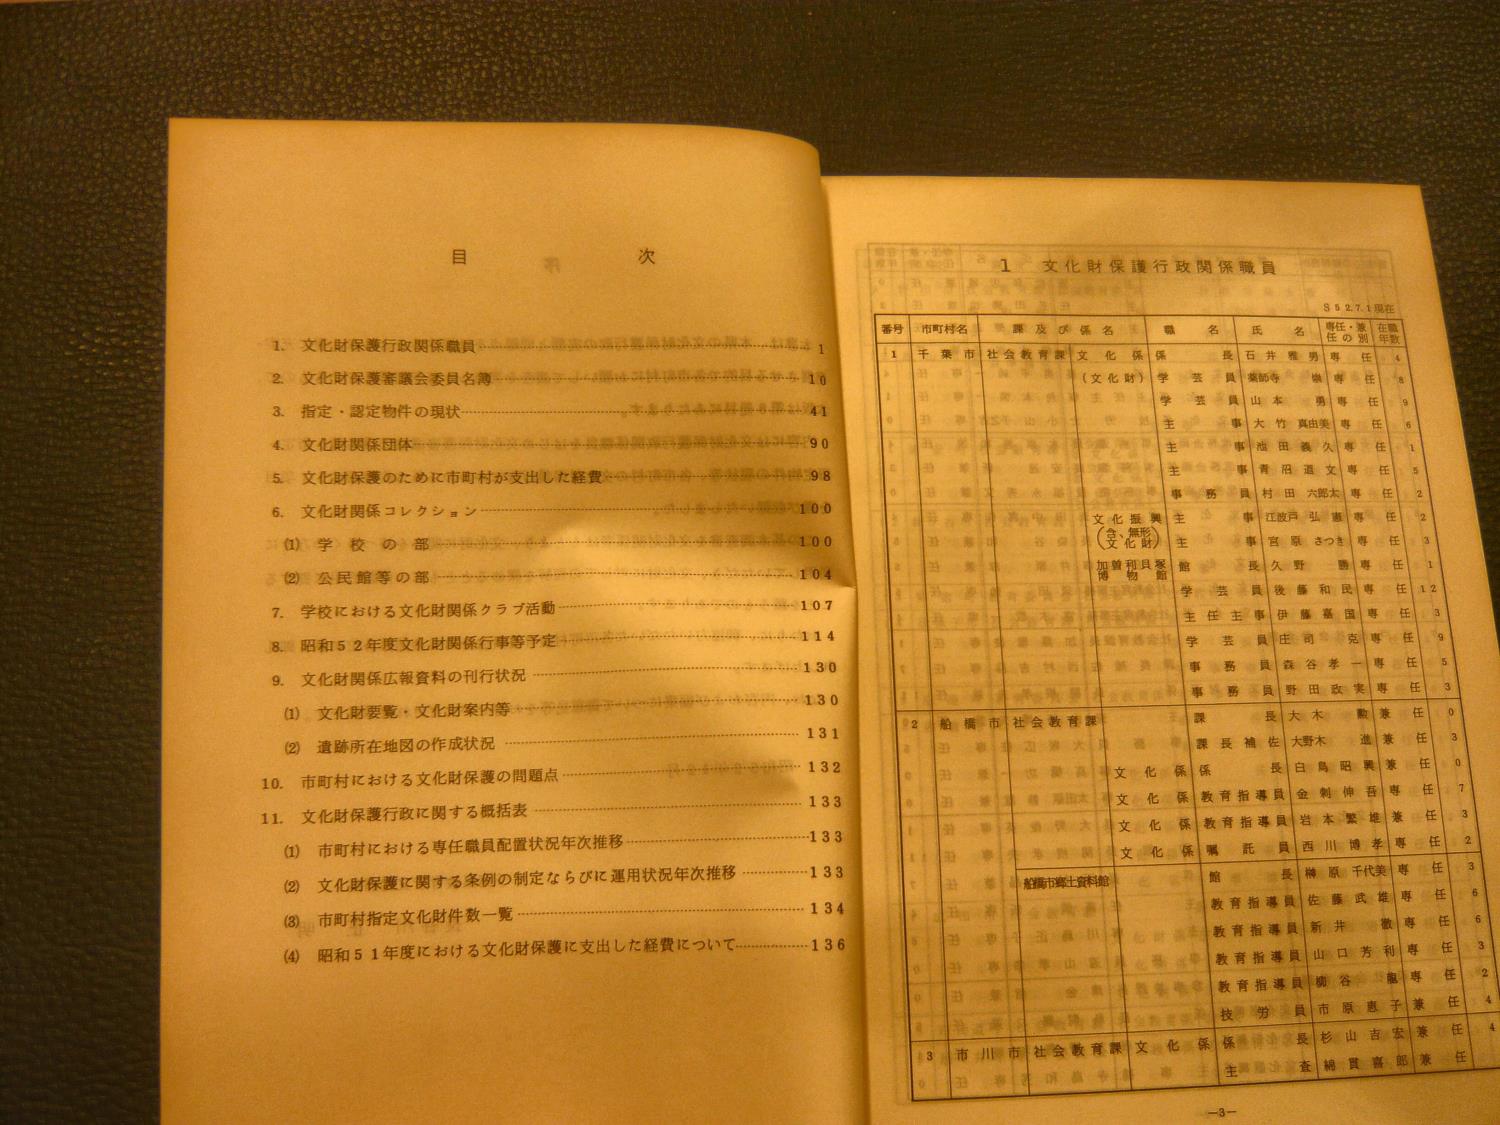 目 次
1. 文化財保護行政関係職員 1
2. 文化財保護審議会委員名簿 10
3. 指定・認定物件の現状 41
4. 文化財関係団体 90
5. 文化財保護のために市町村が支出した経費 98
6. 文化財関係コレクション 100
(1) 学校の部 100
(2) 公民館等の部 104
7. 学校における文化財関係クラブ活動 107
8. 昭和52年度文化財関係行事等予定 114
9. 文化財関係広報資料の刊行状況 130
(1) 文化財要覧・文化財案内等 130
(2) 遺跡所在地図の作成状況 131
10. 市町村における文化財保護の問題点 132
11. 文化財保護行政に関する概括表 133
(1) 市町村における専任職員配置状況年次推移 133
(2) 文化財保護に関する条例の制定ならびに運用状況年次推移 133
(3) 市町村指定文化財件数一覧 134
(4) 昭和51年度における文化財保護に支出した経費について 136
1 文化財保護行政関係職員
S52.7.1現在
番号 市町村名 課及び係名 職名 氏名 専任・兼任の別 在職年数
1 千葉市 社会教育課 文化係 係長 石井雅勇 専任 4
(文化財) 学芸員 薬師寺崇 専任 8
学芸員 山本勇 専任 9
主事 大竹真由美 専任 6
主事 池田義久 専任 1
主事 青沼道文 専任 5
事務員 村田六郎太 専任 2
文化振興 主事 江波戸弘憲 専任 2
(含、無形文化財) 主事 宮原さつき 専任 3
加曽利貝塚博物館 館長 久野勝 専任 1
学芸員 後藤和民 専任 12
主任主事 伊藤嘉国 専任 3
学芸員 庄司克 専任 9
事務員 森谷孝一 専任 5
事務員 野田政実 専任 3
2 船橋市 社会教育課 課長 大木勲 兼任 0
課長補佐 大野木進 兼任 3
文化係 係長 白鳥昭興 兼任 0
文化係 教育指導員 金刺伸吾 専任 7
文化係 教育指導員 岩本繁雄 兼任 3
文化係 嘱託員 西川博孝 専任 2
船橋市郷土資料館 館長 榊原千代美 専任 3
教育指導員 佐藤武雄 専任 6
教育指導員 新井徹 専任 6
教育指導員 山口芳利 専任 3
教育指導員 柳谷龍 専任 2
技労員 市原恵子 兼任 4
3 市川市 社会教育課 文化係 係長 杉山吉宏 兼任 4
主査 綿貫喜郎 兼任
—3—